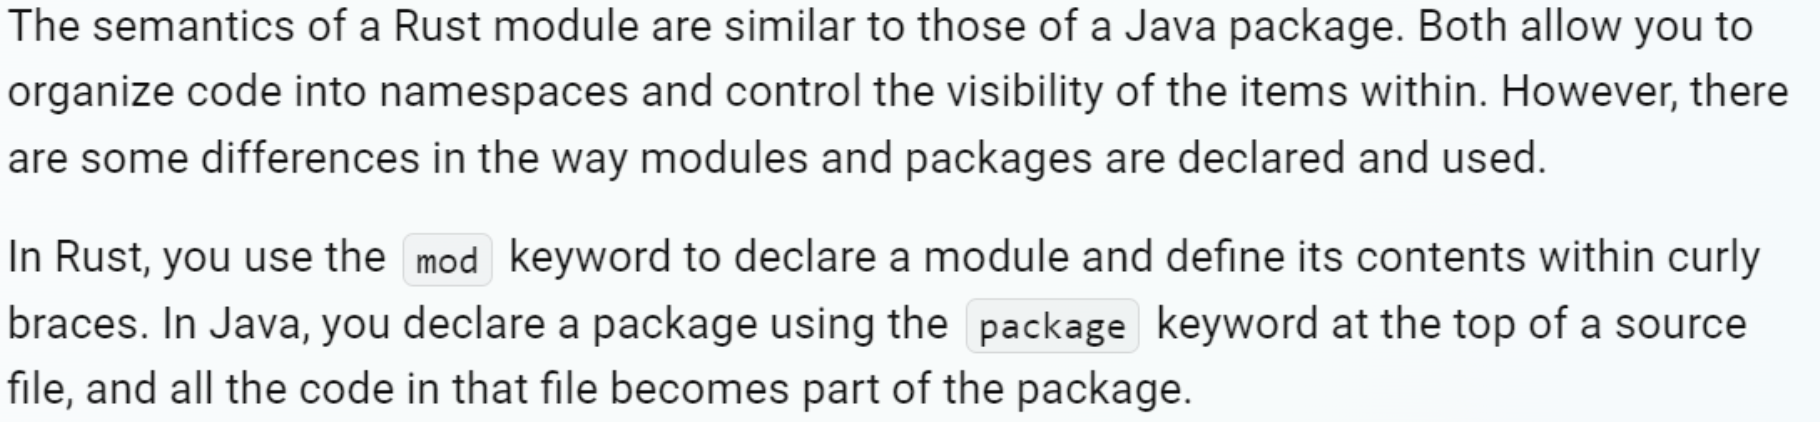 The semantics of a Rust module are similar to those of a Java package. Both allow you to
organize code into namespaces and control the visibility of the items within. However, there
are some differences in the way modules and packages are declared and used.
In Rust, you use the mod keyword to declare a module and define its contents within curly
braces. In Java, you declare a package using the package keyword at the top of a source
file, and all the code in that file becomes part of the package.